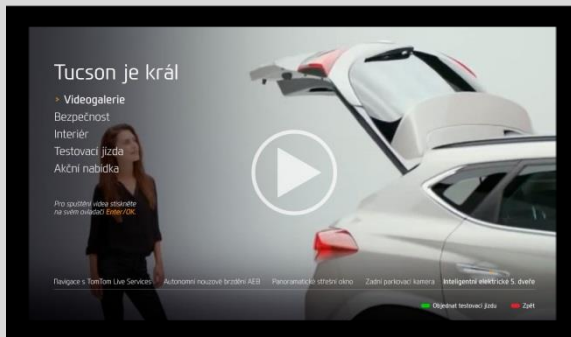 Tucson je král
Videogalerie
Bezpečnost
Interiér
Testovací jízda
Akční nabídka
Pro spuštění videa stiskněte
na svém ovladači Enter/OK.
Navigace s TomTom Live Services Autonomní nouzové brzdění AEB Panoramatické střešní okno Zadní parkovací kamera Inteligentní elektrické 5. dveře
Objednat testovací jízdu Zpět